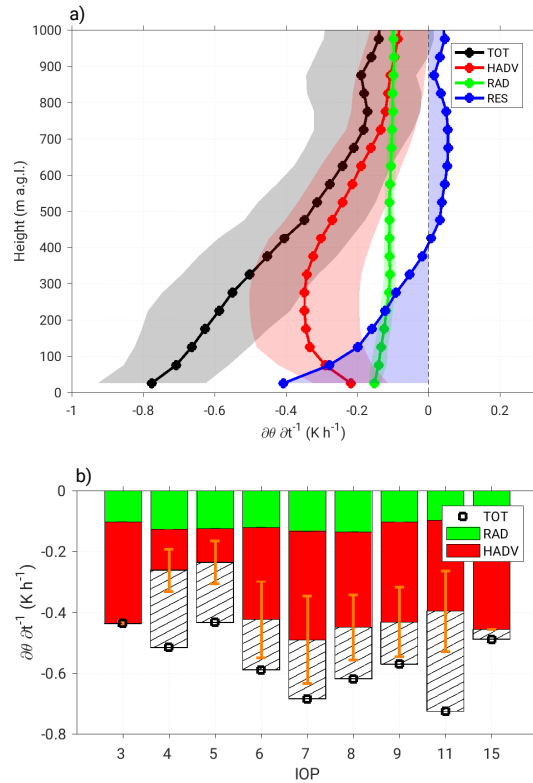 a)
1000
900
800
700
600
500
400
300
200
100
0
Height (m a.g.l.)
TOT
HADV
RAD
RES
-1
-0.8
-0.6
-0.4
-0.2
0
0.2
∂θ ∂t⁻¹ (K h⁻¹)
b)
0
-0.2
-0.4
-0.6
-0.8
∂θ ∂t⁻¹ (K h⁻¹)
TOT
RAD
HADV
3 4 5 6 7 8 9 11 15
IOP